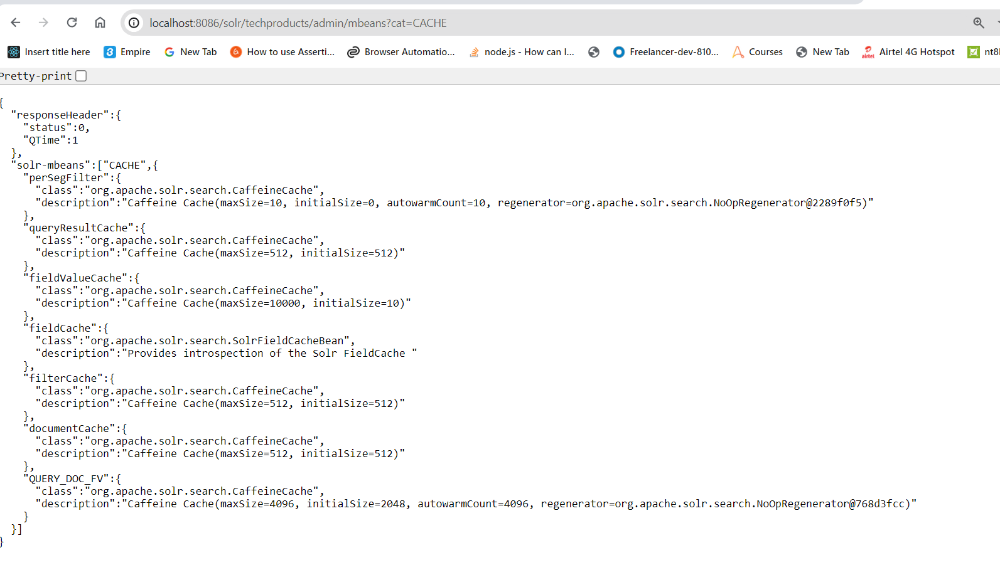 localhost:8086/solr/techproducts/admin/mbeans?cat=CACHE
Insert title here Empire New Tab How to use Asserti... Browser Automatio... node.js - How can I... Freelancer-dev-810... Courses New Tab Airtel 4G Hotspot nt8
Pretty-print
{
  "responseHeader":{
    "status":0,
    "QTime":1
  },
  "solr-mbeans":["CACHE",{
    "perSegFilter":{
      "class":"org.apache.solr.search.CaffeineCache",
      "description":"Caffeine Cache(maxSize=10, initialSize=0, autowarmCount=10, regenerator=org.apache.solr.search.NoOpRegenerator@2289f0f5)"
    },
    "queryResultCache":{
      "class":"org.apache.solr.search.CaffeineCache",
      "description":"Caffeine Cache(maxSize=512, initialSize=512)"
    },
    "fieldValueCache":{
      "class":"org.apache.solr.search.CaffeineCache",
      "description":"Caffeine Cache(maxSize=10000, initialSize=10)"
    },
    "fieldCache":{
      "class":"org.apache.solr.search.SolrFieldCacheBean",
      "description":"Provides introspection of the Solr FieldCache "
    },
    "filterCache":{
      "class":"org.apache.solr.search.CaffeineCache",
      "description":"Caffeine Cache(maxSize=512, initialSize=512)"
    },
    "documentCache":{
      "class":"org.apache.solr.search.CaffeineCache",
      "description":"Caffeine Cache(maxSize=512, initialSize=512)"
    },
    "QUERY_DOC_FV":{
      "class":"org.apache.solr.search.CaffeineCache",
      "description":"Caffeine Cache(maxSize=4096, initialSize=2048, autowarmCount=4096, regenerator=org.apache.solr.search.NoOpRegenerator@768d3fcc)"
    }
  }]
}